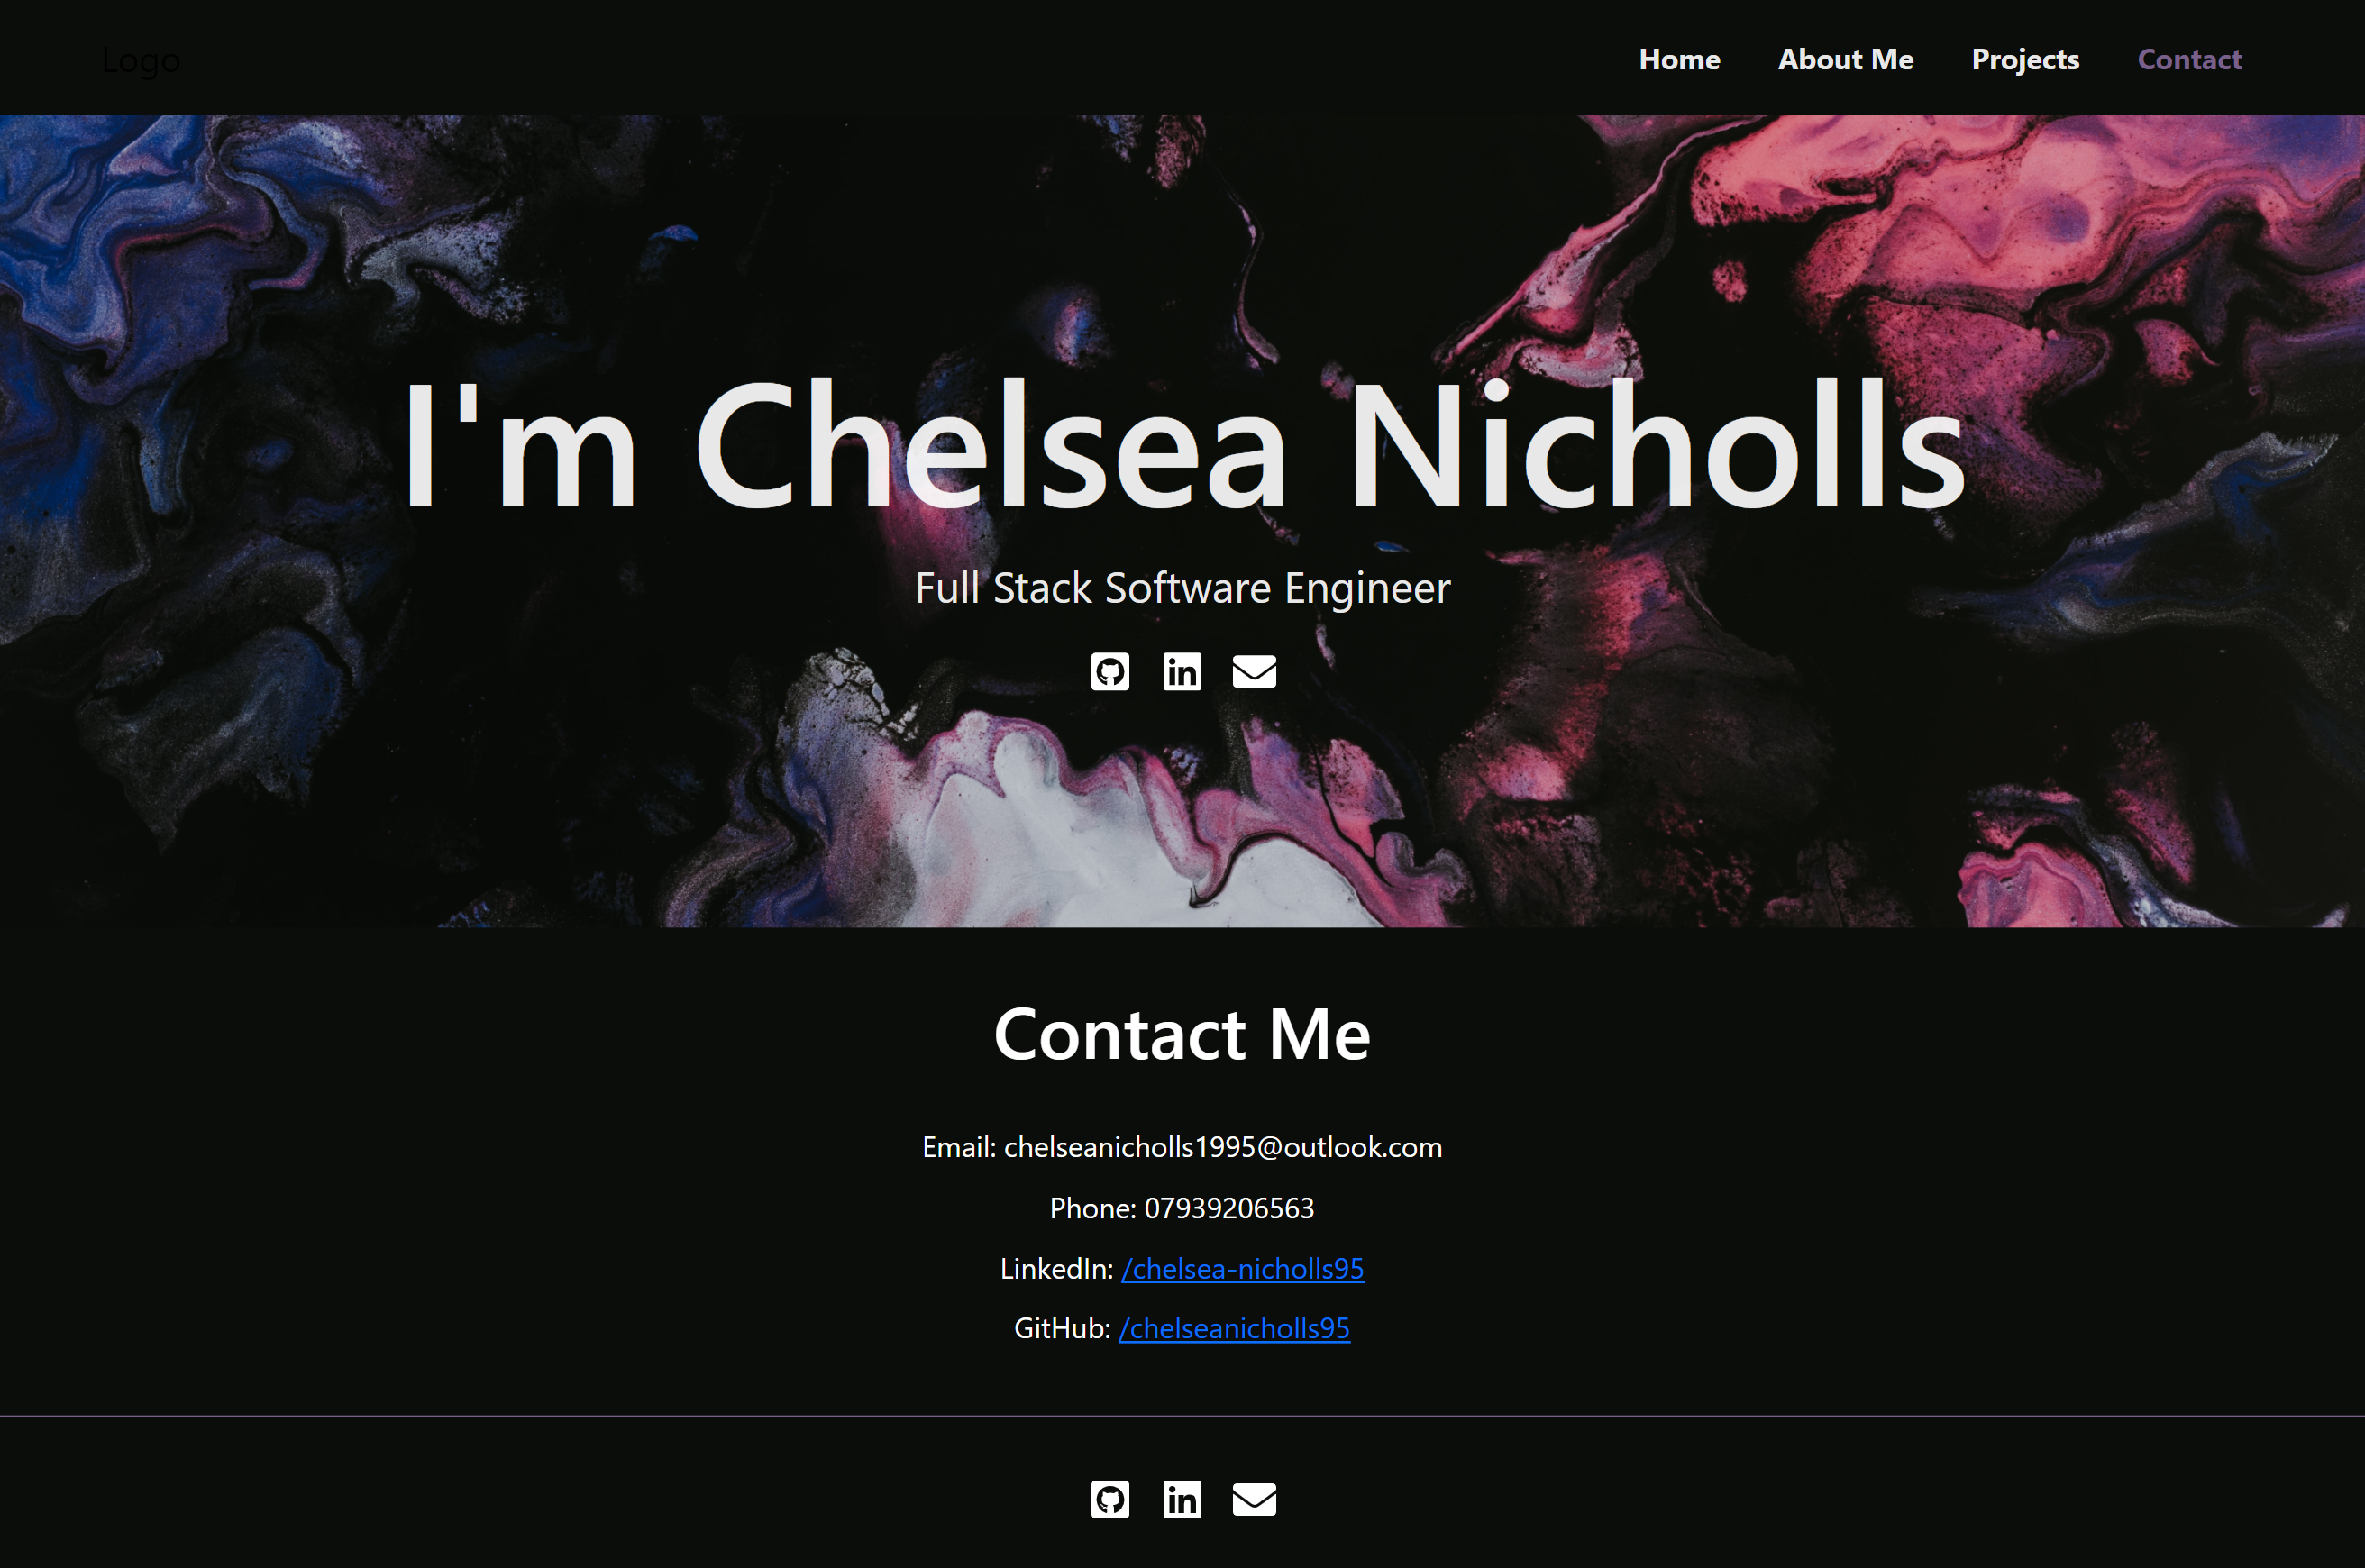 Logo
Home About Me Projects Contact
I'm Chelsea Nicholls
Full Stack Software Engineer
Contact Me
Email: chelseanicholls1995@outlook.com
Phone: 07939206563
LinkedIn: /chelsea-nicholls95
GitHub: /chelseanicholls95